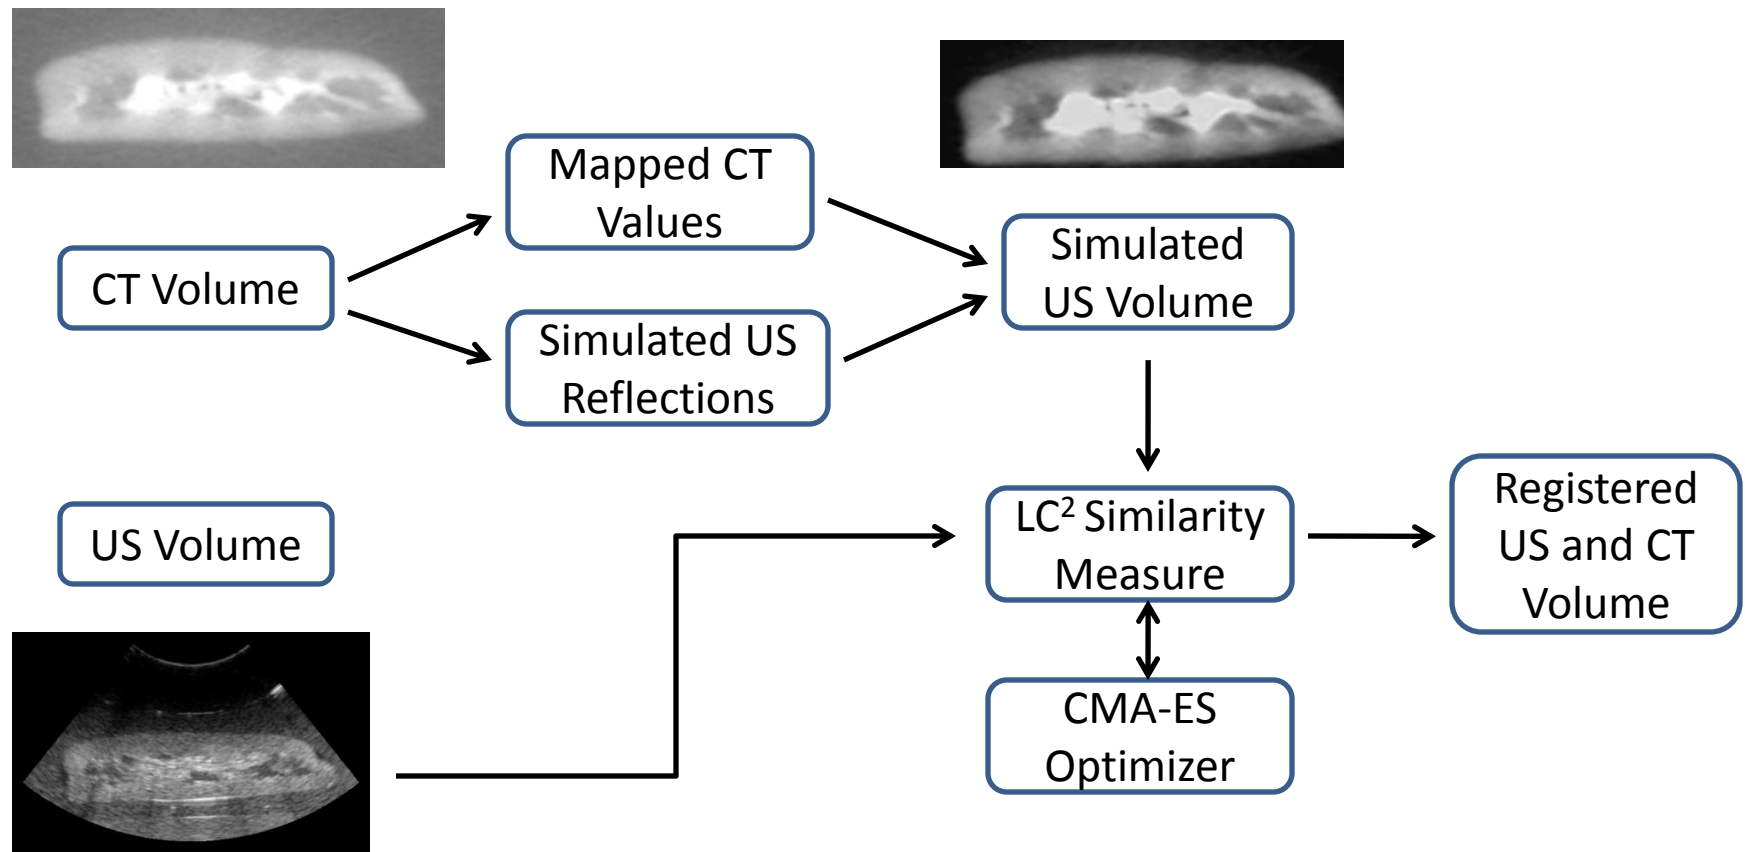 Mapped CT
Values
CT Volume
Simulated US
Reflections
Simulated
US Volume
US Volume
LC² Similarity
Measure
CMA-ES
Optimizer
Registered
US and CT
Volume